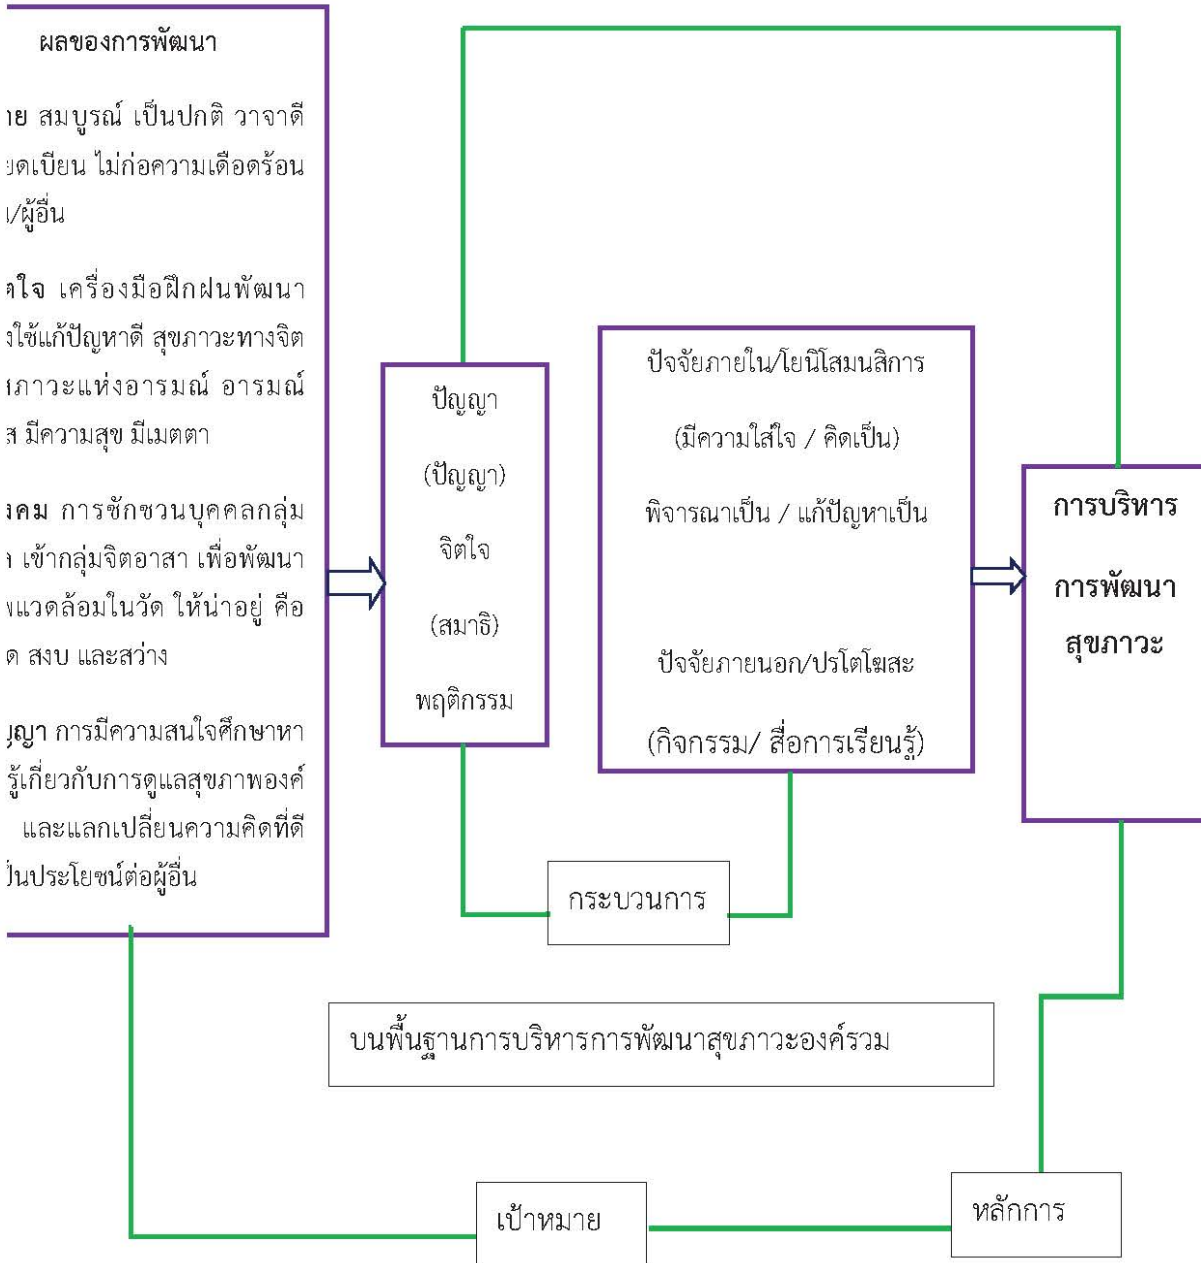 ผลของการพัฒนา
สมบูรณ์ เป็นปกติ วาจาดี
ไม่ก่อความเดือดร้อน
/ผู้อื่น
เครื่องมือฝึกฝนพัฒนา
ใช้แก้ปัญหาดี สุขภาวะทางจิต
ภาวะแห่งอารมณ์ อารมณ์
ส มีความสุข มีเมตตา
การชักชวนบุคคลกลุ่ม
เข้ากลุ่มจิตอาสา เพื่อพัฒนา
แวดล้อมในวัด ให้น่าอยู่ คือ
ด สงบ และสว่าง
การมีความสนใจศึกษาหา
รู้เกี่ยวกับการดูแลสุขภาพองค์
และแลกเปลี่ยนความคิดที่ดี
ป็นประโยชน์ต่อผู้อื่น
ปัญญา
(ปัญญา)
จิตใจ
(สมาธิ)
พฤติกรรม
ปัจจัยภายใน/โยนิโสมนสิการ
(มีความใส่ใจ / คิดเป็น)
พิจารณาเป็น / แก้ปัญหาเป็น
ปัจจัยภายนอก/ปรโตโฆสะ
(กิจกรรม/ สื่อการเรียนรู้)
การบริหาร
การพัฒนา
สุขภาวะ
กระบวนการ
บนพื้นฐานการบริหารการพัฒนาสุขภาวะองค์รวม
เป้าหมาย
หลักการ